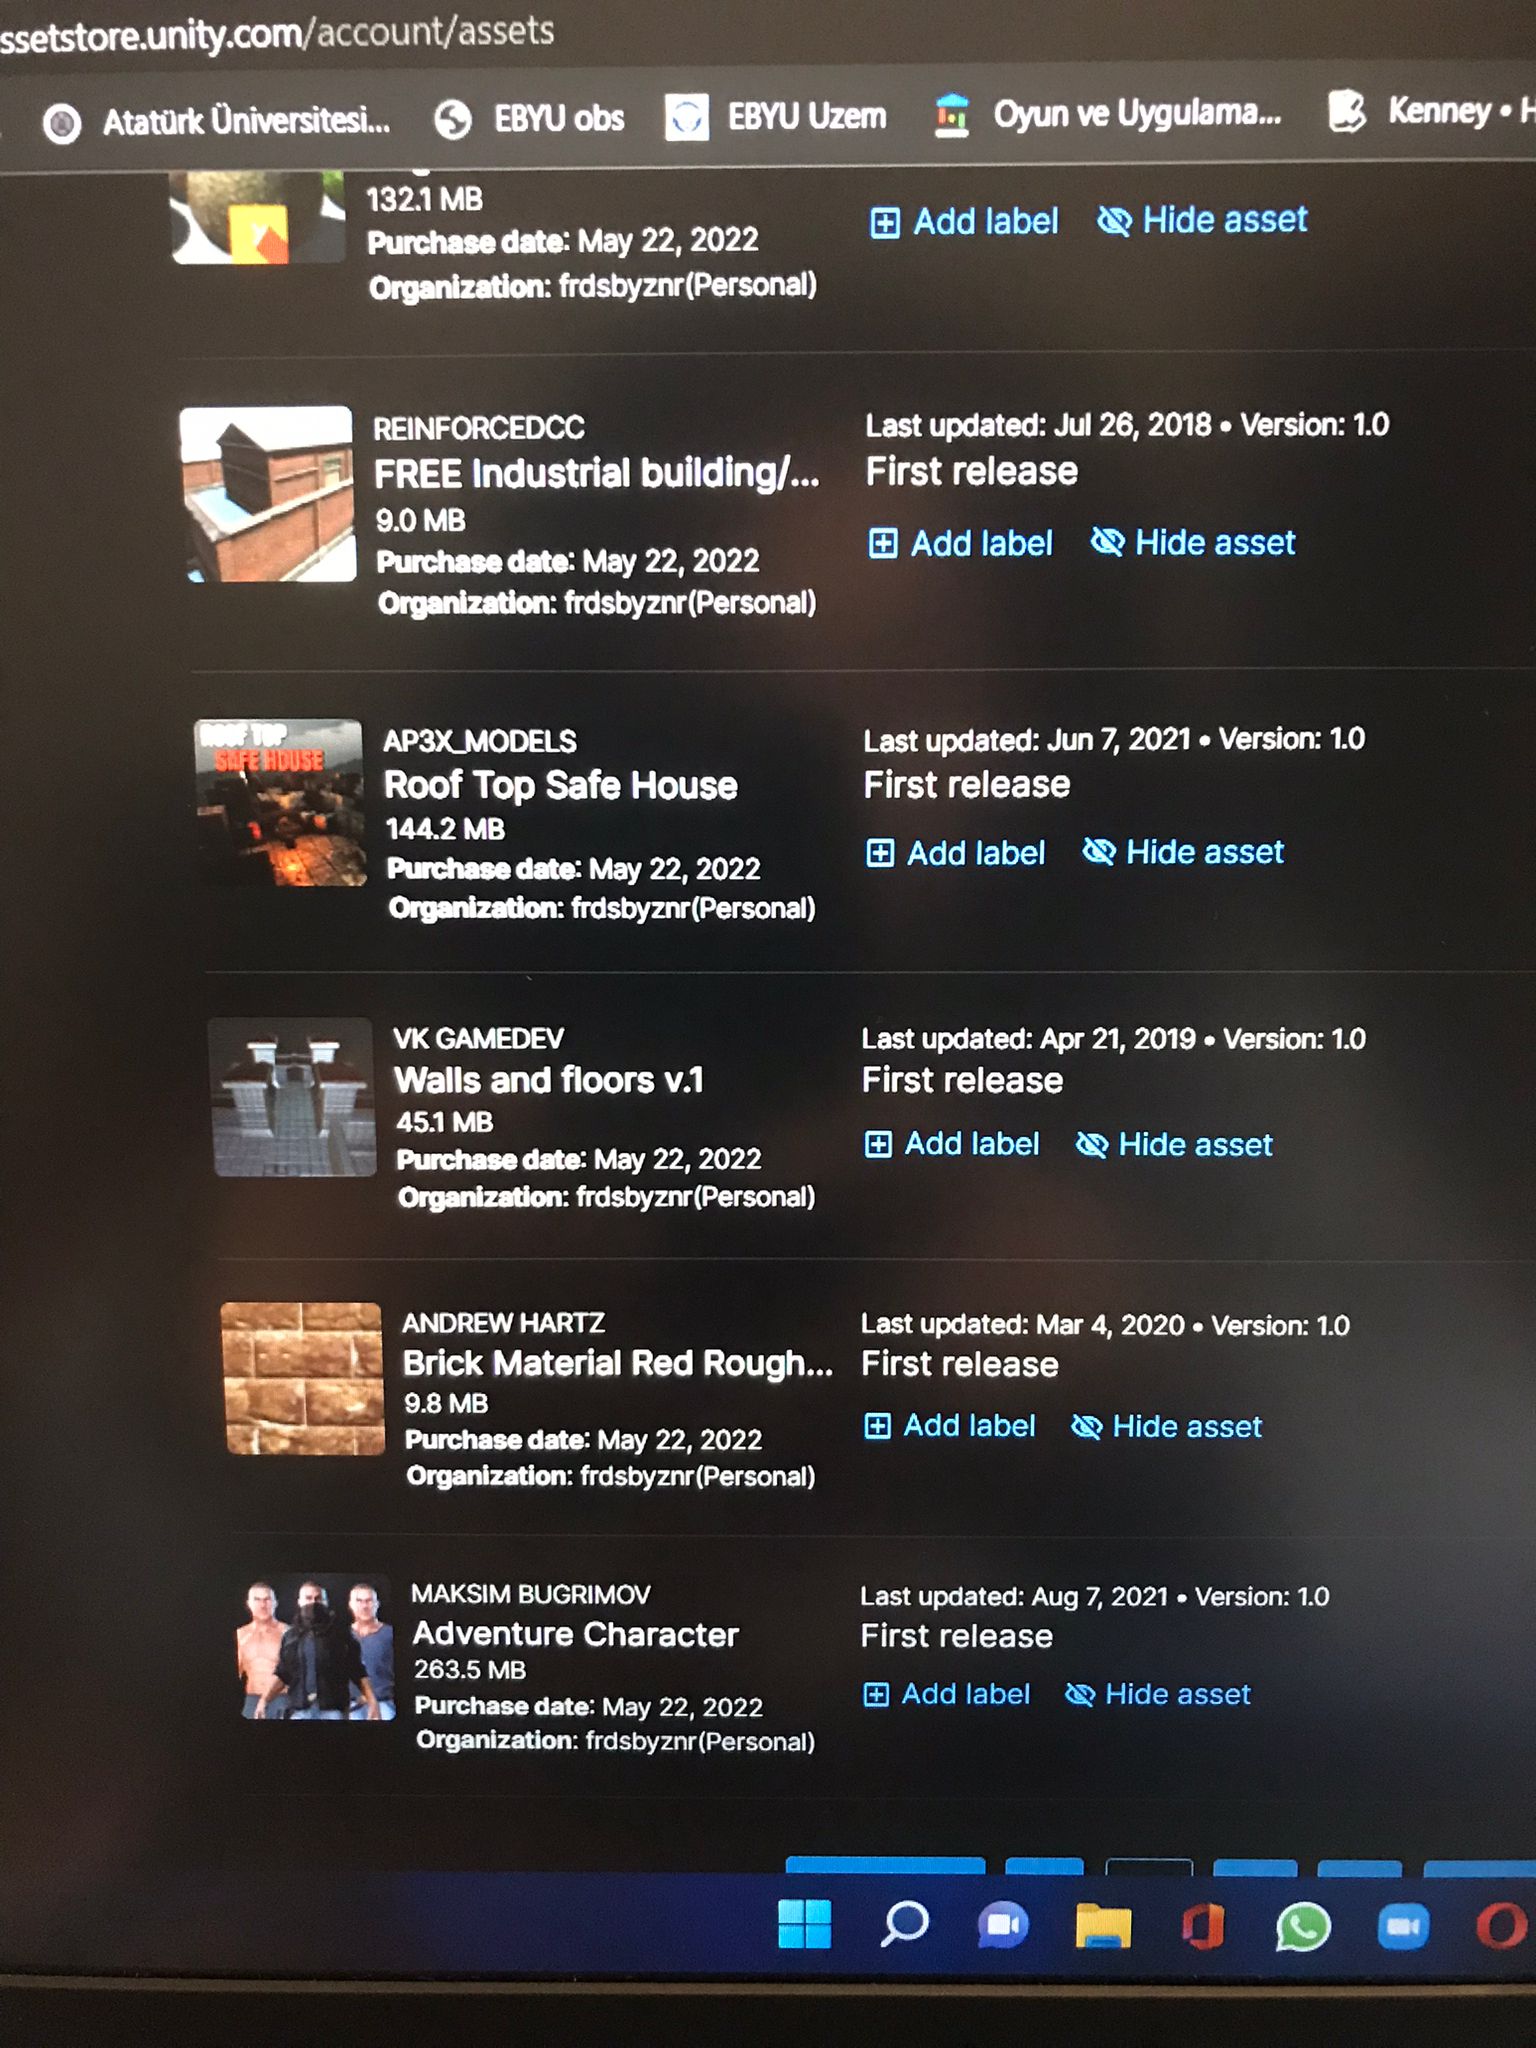 ssetstore.unity.com/account/assets
Atatürk Üniversitesi... EBYU obs EBYU Uzem Oyun ve Uygulama... Kenney •
132.1 MB
Purchase date: May 22, 2022
Organization: frdsbyznr(Personal)
Add label Hide asset
REINFORCEDCC
FREE Industrial building/...
9.0 MB
Purchase date: May 22, 2022
Organization: frdsbyznr(Personal)
Last updated: Jul 26, 2018 • Version: 1.0
First release
Add label Hide asset
ROOF TOP
SAFE HOUSE
AP3X_MODELS
Roof Top Safe House
144.2 MB
Purchase date: May 22, 2022
Organization: frdsbyznr(Personal)
Last updated: Jun 7, 2021 • Version: 1.0
First release
Add label Hide asset
VK GAMEDEV
Walls and floors v.1
45.1 MB
Purchase date: May 22, 2022
Organization: frdsbyznr(Personal)
Last updated: Apr 21, 2019 • Version: 1.0
First release
Add label Hide asset
ANDREW HARTZ
Brick Material Red Rough...
9.8 MB
Purchase date: May 22, 2022
Organization: frdsbyznr(Personal)
Last updated: Mar 4, 2020 • Version: 1.0
First release
Add label Hide asset
MAKSIM BUGRIMOV
Adventure Character
263.5 MB
Purchase date: May 22, 2022
Organization: frdsbyznr(Personal)
Last updated: Aug 7, 2021 • Version: 1.0
First release
Add label Hide asset